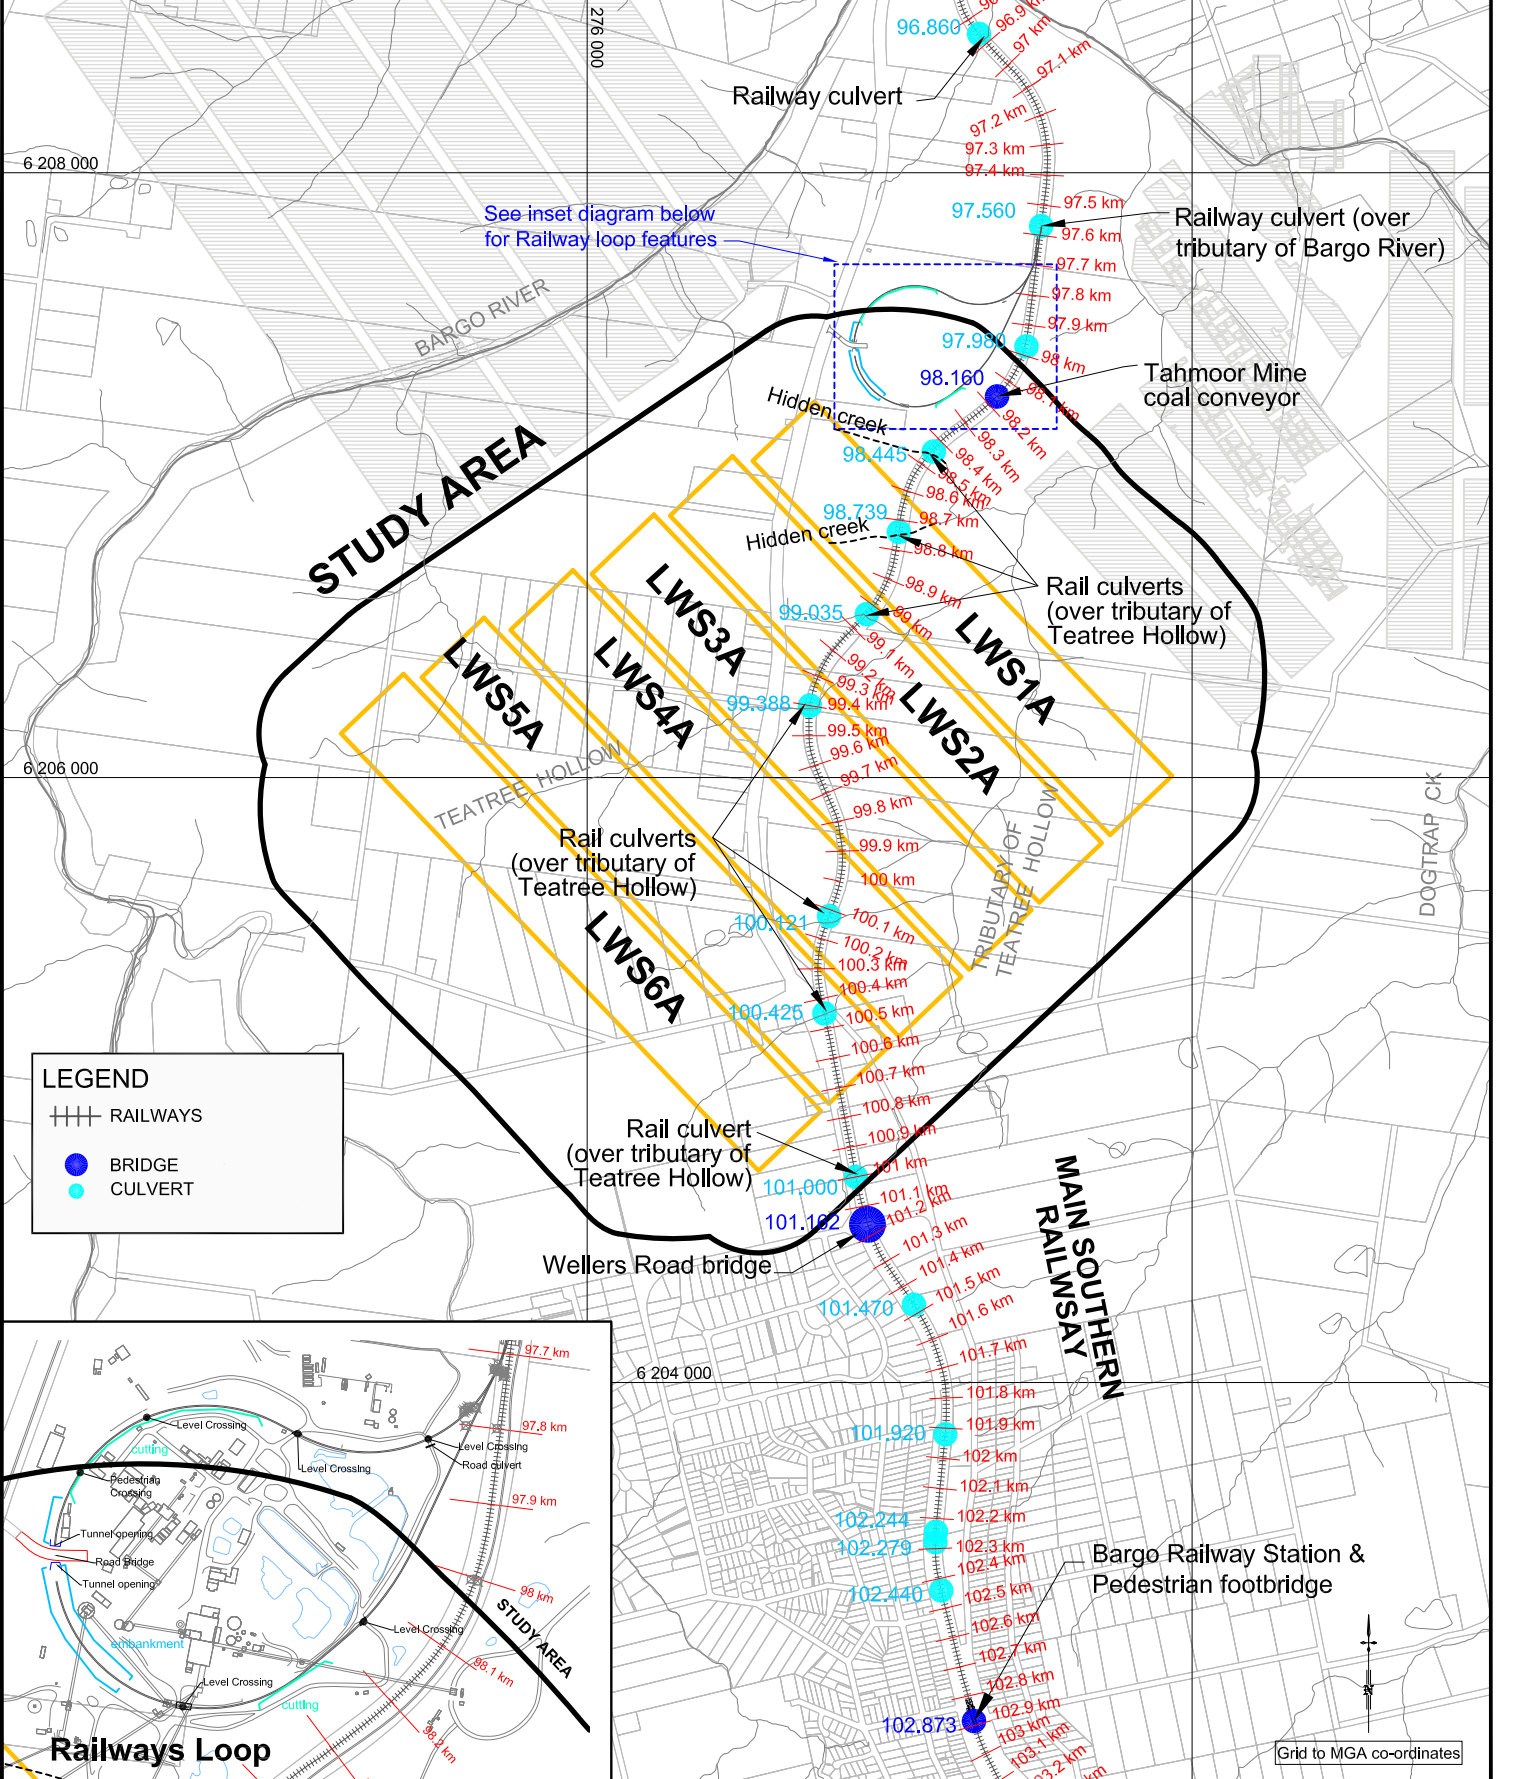 276 000
96.860
96.9 km
97 km
97.1 km
Railway culvert
97.2 km
97.3 km
6 208 000
97.4 km
97.5 km
97.560
97.6 km
Railway culvert (over
tributary of Bargo River)
See inset diagram below
for Railway loop features
97.7 km
97.8 km
BARGO RIVER
97.9 km
97.980
98 km
98.160
98.1 km
Tahmoor Mine
coal conveyor
98.2 km
Hidden creek
98.3 km
98.445
98.4 km
98.5 km
98.6 km
STUDY AREA
98.739
98.7 km
Hidden creek
98.8 km
98.9 km
Rail culverts
(over tributary of
Teatree Hollow)
99.035
99 km
99.1 km
LWS1A
LWS2A
LWS3A
LWS4A
LWS5A
LWS6A
99.2 km
99.3 km
99.388
99.4 km
99.5 km
99.6 km
99.7 km
6 206 000
TEATREE HOLLOW
99.8 km
TRIBUTARY OF
TEATREE HOLLOW
DOGTRAP CK
Rail culverts
(over tributary of
Teatree Hollow)
99.9 km
100 km
100.121
100.1 km
100.2 km
100.3 km
100.4 km
100.425
100.5 km
100.6 km
100.7 km
100.8 km
100.9 km
LEGEND
RAILWAYS
BRIDGE
CULVERT
Rail culvert
(over tributary of
Teatree Hollow)
101 km
101.000
101.1 km
101.162
101.2 km
Wellers Road bridge
101.3 km
101.4 km
MAIN SOUTHERN
RAILWSAY
101.470
101.5 km
101.6 km
101.7 km
6 204 000
101.8 km
101.920
101.9 km
102 km
102.1 km
102.244
102.2 km
102.279
102.3 km
102.4 km
102.440
102.5 km
Bargo Railway Station &
Pedestrian footbridge
102.6 km
102.7 km
102.8 km
102.873
102.9 km
103 km
103.1 km
103.2 km
km
N
Grid to MGA co-ordinates
97.7 km
Level Crossing
97.8 km
cutting
Level Crossing
Level Crossing
Road culvert
Pedestrian
Crossing
97.9 km
Tunnel opening
Road Bridge
Tunnel opening
98 km
STUDY AREA
embankment
Level Crossing
98.1 km
Level Crossing
cutting
98.2 km
Railways Loop